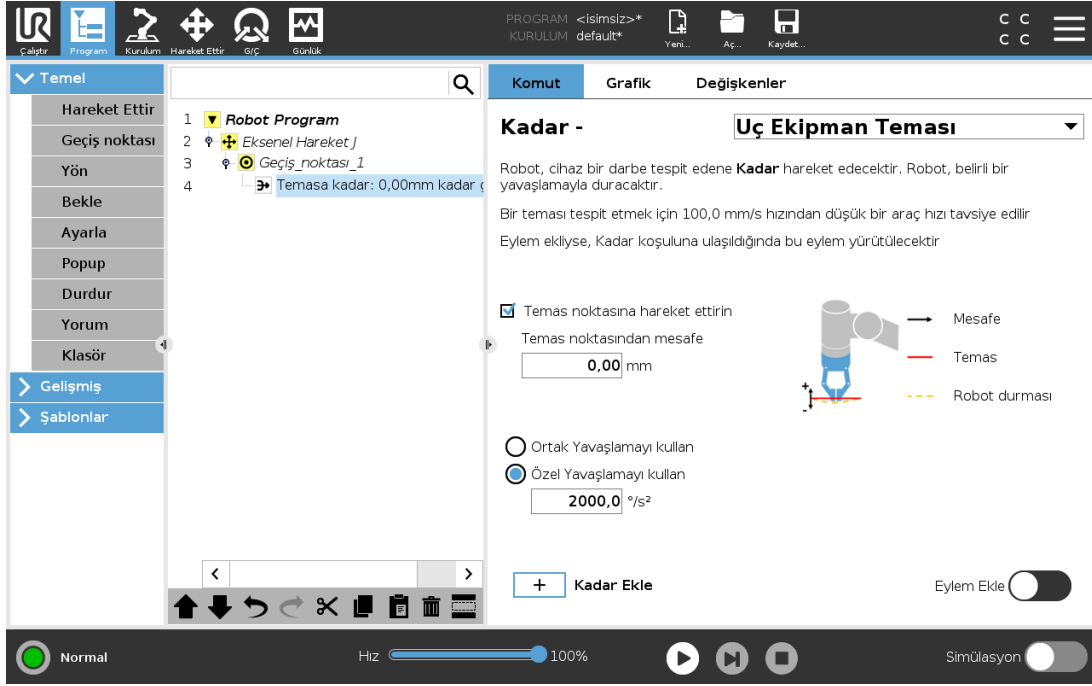 PROGRAM <isimsiz>*
KURULUM default*
Çalıştır
Program
Kurulum
Hareket Ettir
G/Ç
Günlük
Yeni...
Aç...
Kaydet...
C C
C C
Temel
Hareket Ettir
Geçiş noktası
Yön
Bekle
Ayarla
Popup
Durdur
Yorum
Klasör
Gelişmiş
Şablonlar
1 Robot Program
2 Eksenel Hareket J
3 Geçiş_noktası_1
4 Temasa kadar: 0,00mm kadar
Komut Grafik Değişkenler
Kadar - Uç Ekipman Teması
Robot, cihaz bir darbe tespit edene Kadar hareket edecektir. Robot, belirli bir
yavaşlamayla duracaktır.
Bir teması tespit etmek için 100,0 mm/s hızından düşük bir araç hızı tavsiye edilir
Eylem ekliyse, Kadar koşuluna ulaşıldığında bu eylem yürütülecektir
Temas noktasına hareket ettirin
Temas noktasından mesafe
0,00 mm
+
-
Mesafe
Temas
Robot durması
Ortak Yavaşlamayı kullan
Özel Yavaşlamayı kullan
2000,0 °/s²
+ Kadar Ekle
Eylem Ekle
Normal
Hız 100%
Simülasyon